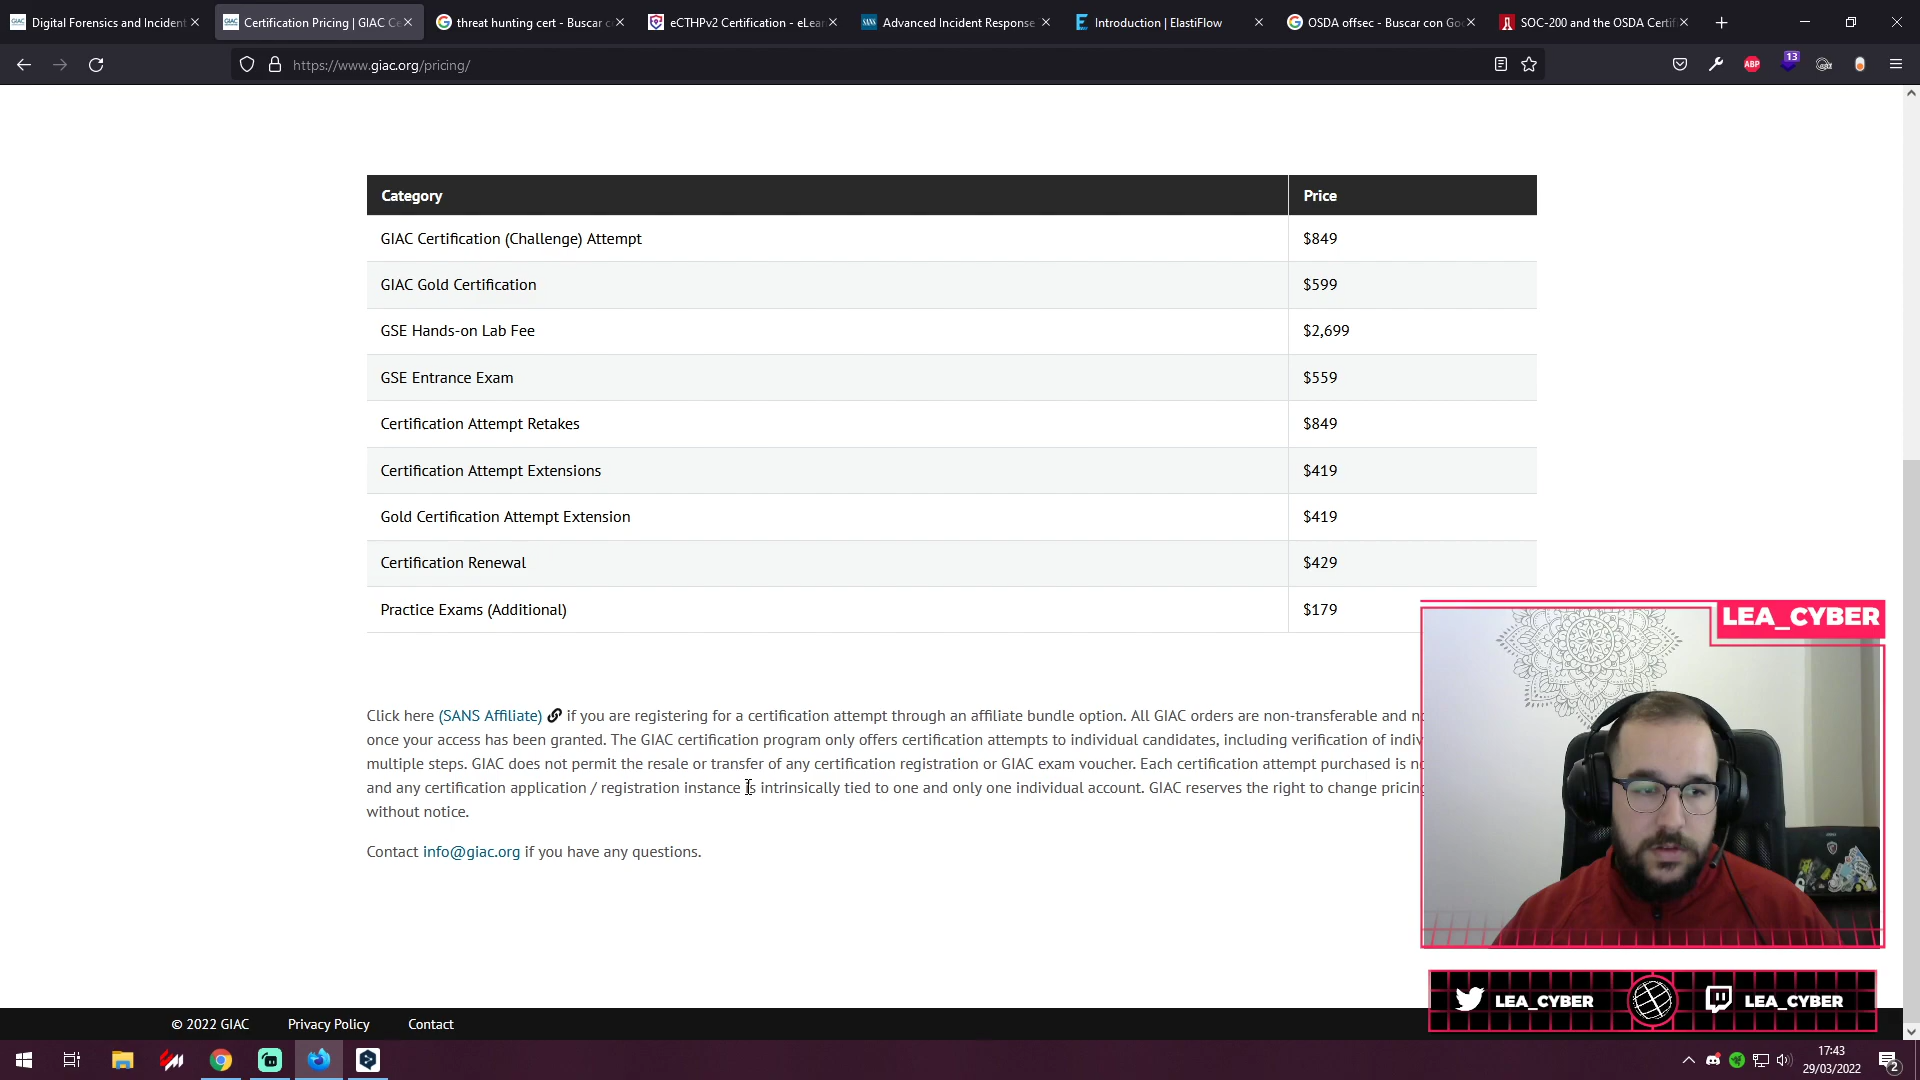 Digital Forensics and Incident
Certification Pricing | GIAC Ce
threat hunting cert - Buscar c
eCTHPv2 Certification - eLear
Advanced Incident Response
Introduction | ElastiFlow
OSDA offsec - Buscar con Goo
SOC-200 and the OSDA Certif
https://www.giac.org/pricing/
ABP
13
Category Price
GIAC Certification (Challenge) Attempt $849
GIAC Gold Certification $599
GSE Hands-on Lab Fee $2,699
GSE Entrance Exam $559
Certification Attempt Retakes $849
Certification Attempt Extensions $419
Gold Certification Attempt Extension $419
Certification Renewal $429
Practice Exams (Additional) $179
Click here (SANS Affiliate) if you are registering for a certification attempt through an affiliate bundle option. All GIAC orders are non-transferable and no
once your access has been granted. The GIAC certification program only offers certification attempts to individual candidates, including verification of indiv
multiple steps. GIAC does not permit the resale or transfer of any certification registration or GIAC exam voucher. Each certification attempt purchased is no
and any certification application / registration instance is intrinsically tied to one and only one individual account. GIAC reserves the right to change pricing
without notice.
Contact info@giac.org if you have any questions.
LEA_CYBER
LEA_CYBER LEA_CYBER
© 2022 GIAC Privacy Policy Contact
17:43
29/03/2022
2